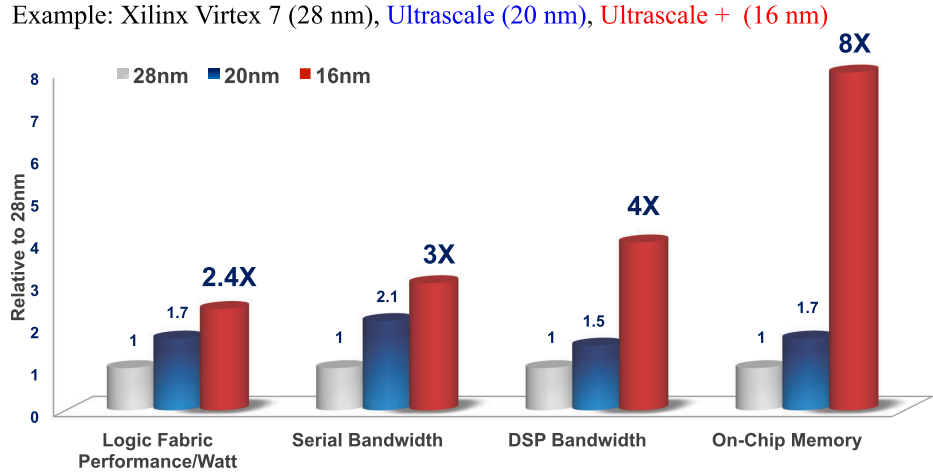 Example: Xilinx Virtex 7 (28 nm), Ultrascale (20 nm), Ultrascale + (16 nm)
28nm 20nm 16nm
Relative to 28nm
8
7
6
5
4
3
2
1
0
1 1.7 2.4X
1 2.1 3X
1 1.5 4X
1 1.7 8X
Logic Fabric
Performance/Watt
Serial Bandwidth
DSP Bandwidth
On-Chip Memory